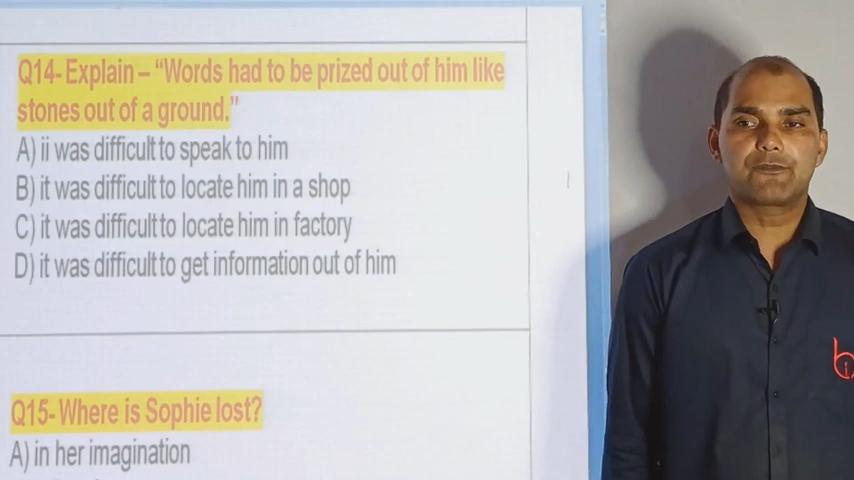 Q14- Explain – “Words had to be prized out of him like
stones out of a ground.”
A) ii was difficult to speak to him
B) it was difficult to locate him in a shop
C) it was difficult to locate him in factory
D) it was difficult to get information out of him
Q15- Where is Sophie lost?
A) in her imagination